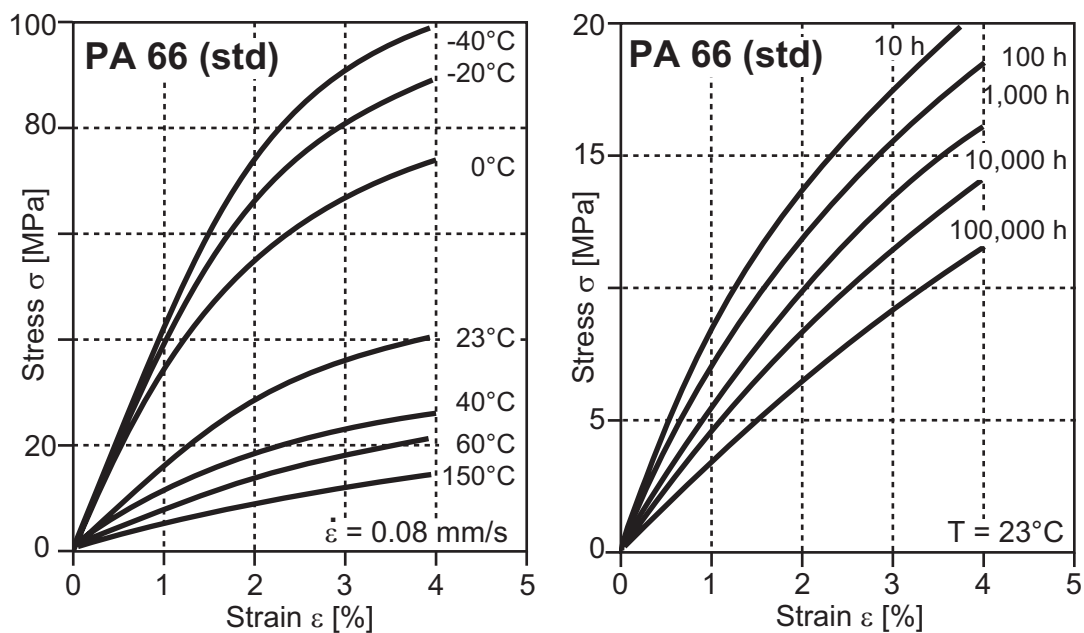 100
PA 66 (std)
-40°C
-20°C
80
0°C
23°C
40°C
20
60°C
150°C
ε̇ = 0.08 mm/s
0
0 1 2 3 4 5
Strain ε [%]
Stress σ [MPa]
20
PA 66 (std)
10 h
100 h
1,000 h
15
10,000 h
100,000 h
10
5
T = 23°C
0
0 1 2 3 4 5
Strain ε [%]
Stress σ [MPa]